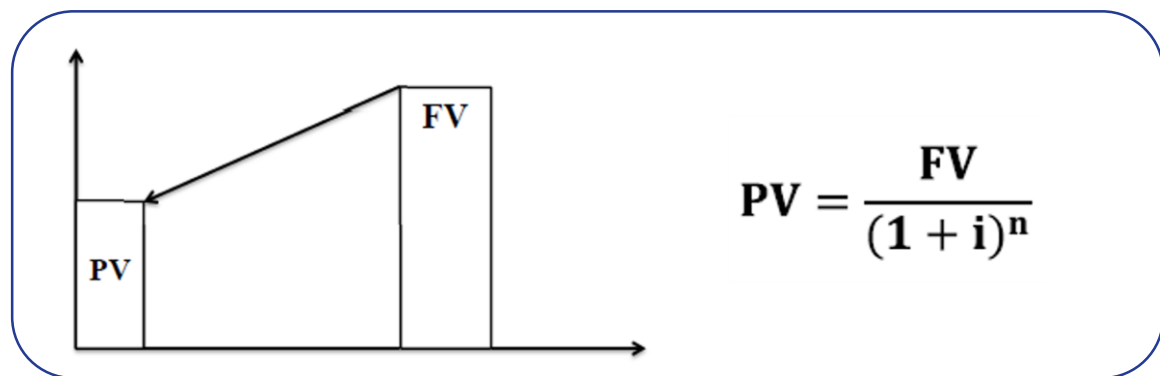 FV
PV
PV = FV / (1 + i)^n